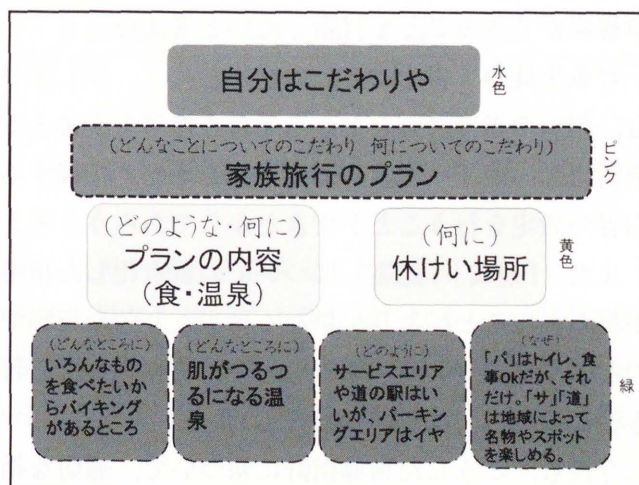 自分はこだわりや
水色
(どんなことについてのこだわり 何についてのこだわり)
家族旅行のプラン
ピンク
(どのような・何に)
プランの内容
(食・温泉)
(何に)
休けい場所
黄色
(どんなところに)
いろんなもの
を食べたいか
らバイキング
があるところ
(どんなところに)
肌がつるつ
るになる温
泉
(どのように)
サービスエリア
や道の駅はい
いが、パーキン
グエリアはイヤ
(なぜ)
「パ」はトイレ、食
事Okだが、それ
だけ。「サ」「道」
は地域によって
名物やスポット
を楽しめる。
緑